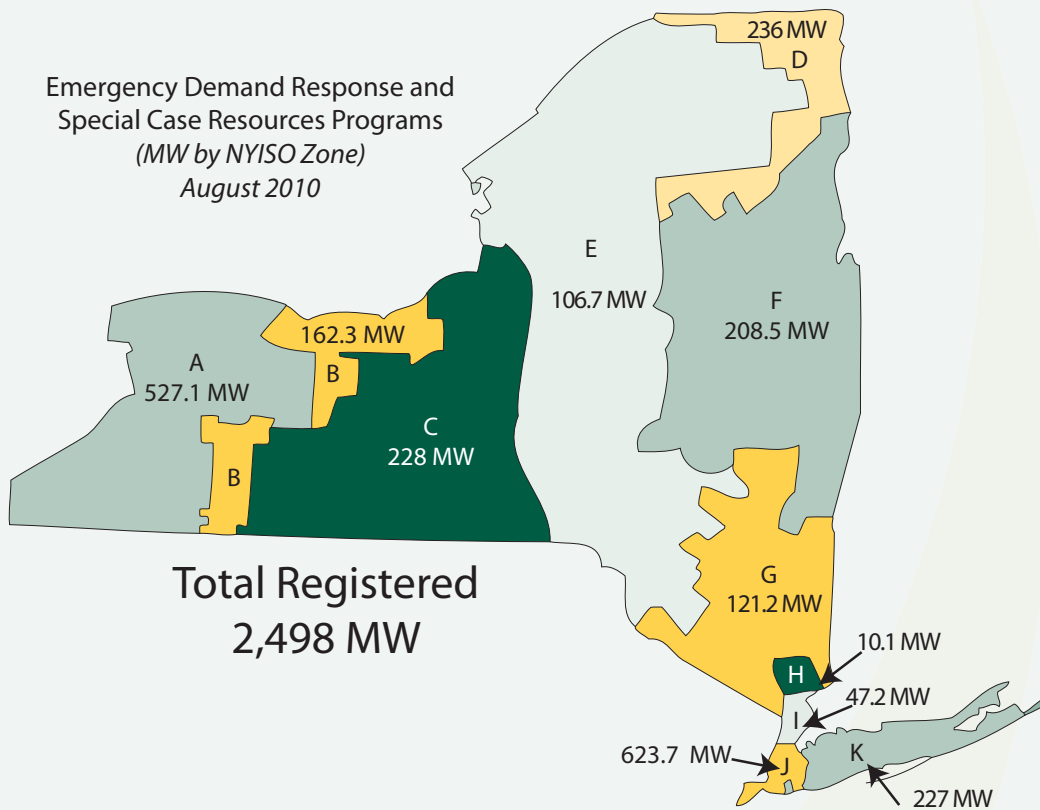 Emergency Demand Response and
Special Case Resources Programs
(MW by NYISO Zone)
August 2010
236 MW
D
E
106.7 MW
F
208.5 MW
162.3 MW
B
A
527.1 MW
C
228 MW
B
Total Registered
2,498 MW
G
121.2 MW
H
10.1 MW
I
47.2 MW
623.7 MW
J
K
227 MW